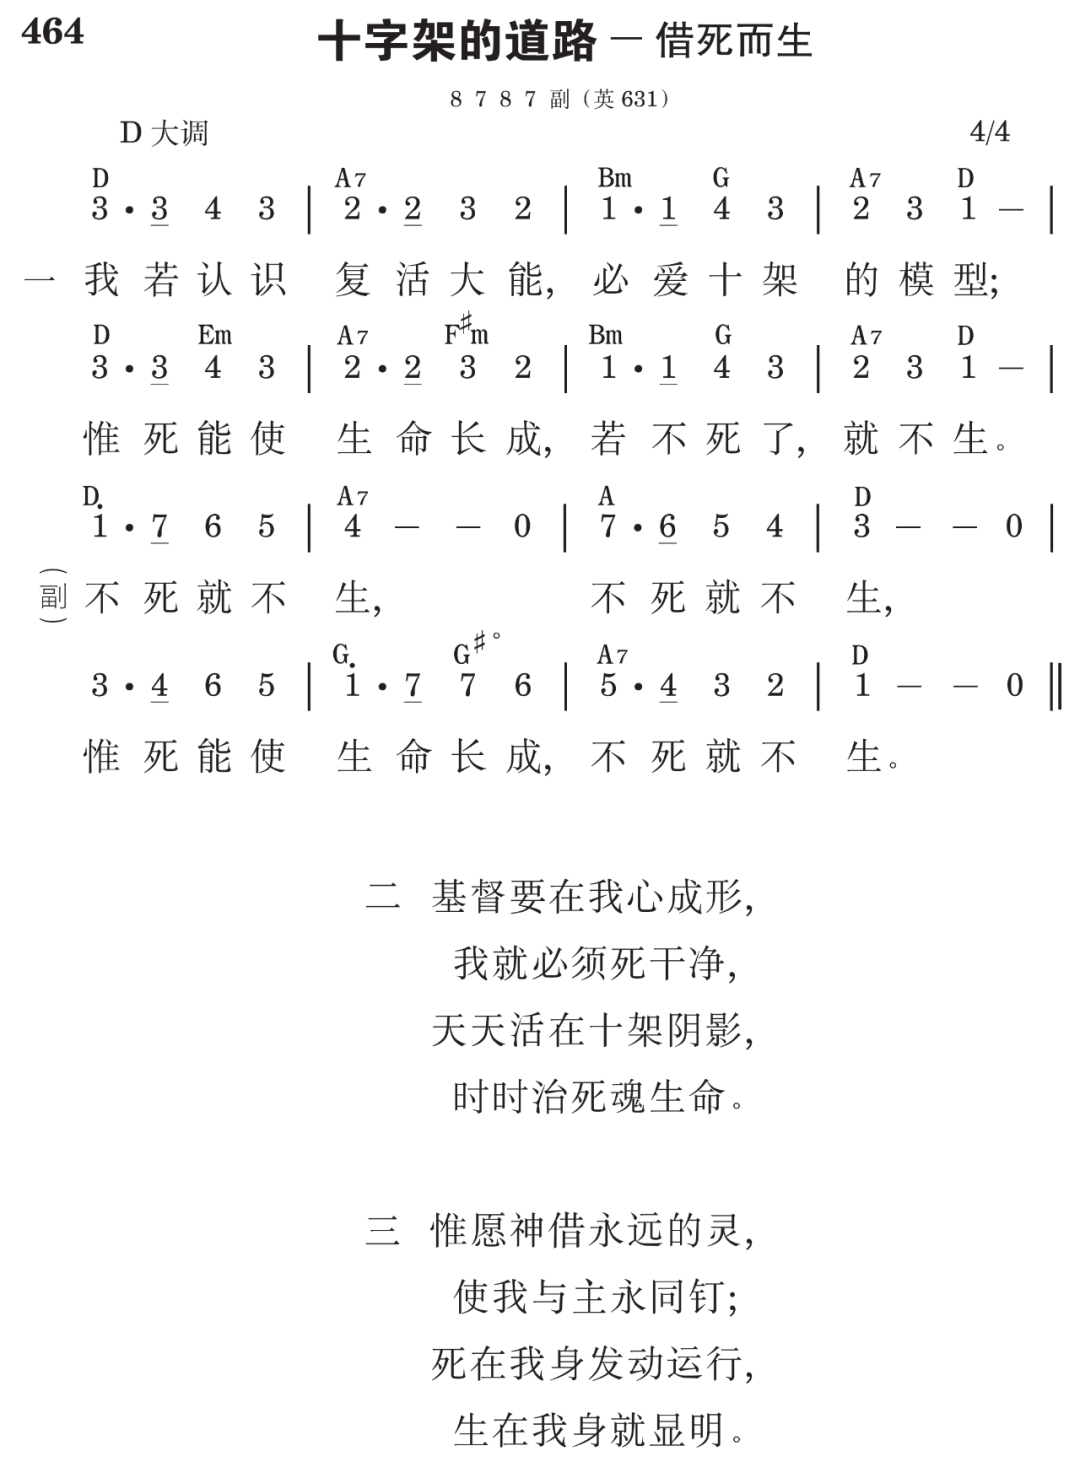 464
十字架的道路 — 借死而生
8 7 8 7 副（英 631）
D 大调 4/4
D A7 Bm G A7 D
3 · 3 4 3 | 2 · 2 3 2 | 1 · 1 4 3 | 2 3 1 — |
一 我若认识 复活大能, 必爱十架 的模型;
D Em A7 F♯m Bm G A7 D
3 · 3 4 3 | 2 · 2 3 2 | 1 · 1 4 3 | 2 3 1 — |
惟死能使 生命长成, 若不死了, 就不生。
D A7 A D
1̇ · 7 6 5 | 4 — — 0 | 7 · 6 5 4 | 3 — — 0 |
（副） 不死就不 生, 不死就不 生,
G G♯° A7 D
3 · 4 6 5 | 1̇ · 7 7 6 | 5 · 4 3 2 | 1 — — 0 ‖
惟死能使 生命长成, 不死就不 生。
二 基督要在我心成形,
我就必须死干净,
天天活在十架阴影,
时时治死魂生命。
三 惟愿神借永远的灵,
使我与主永同钉;
死在我身发动运行,
生在我身就显明。